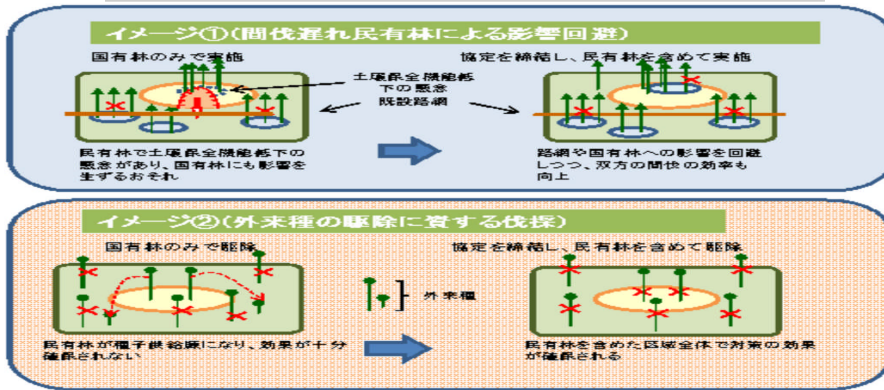 イメージ①(間伐遅れ民有林による影響回避)
国有林のみで実施
協定を締結し、民有林を含めて実施
土壌保全機能低
下の懸念
既設路網
民有林で土壌保全機能低下の
懸念があり、国有林にも影響を
生ずるおそれ
路網や国有林への影響を回避
しつつ、双方の間伐の効率も
向上
イメージ②(外来種の駆除に資する伐採)
国有林のみで駆除
協定を締結し、民有林を含めて駆除
外来種
民有林が種子供給源になり、効果が十分
確保されない
民有林を含めた区域全体で対策の効果
が確保される